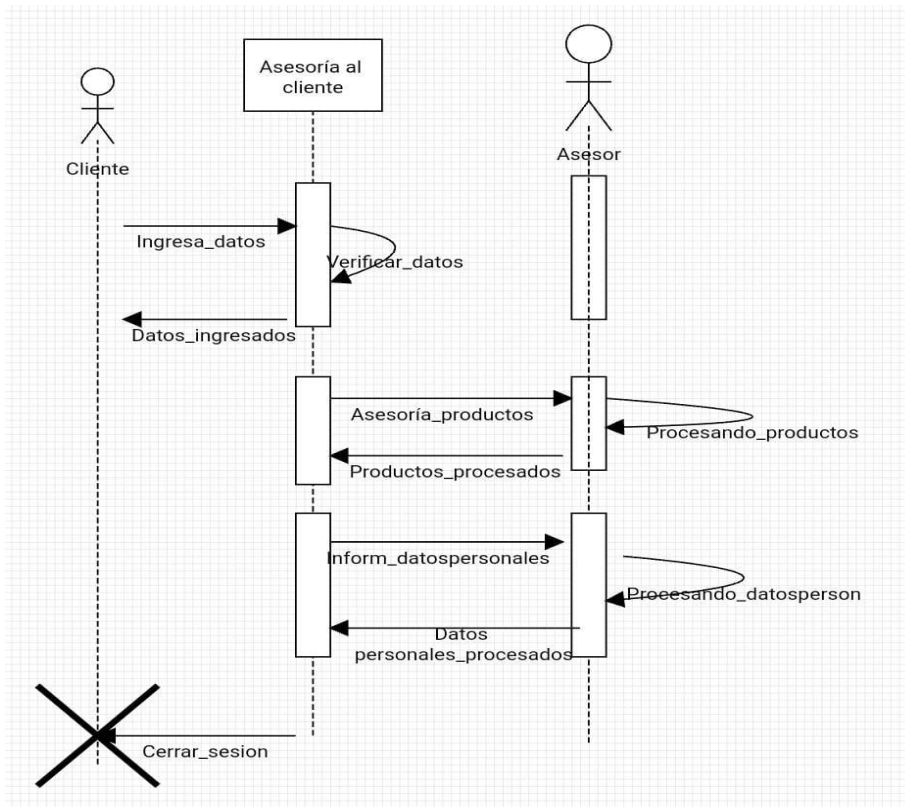 Asesoría al
cliente
Cliente
Asesor
Ingresa_datos
Verificar_datos
Datos_ingresados
Asesoría_productos
Procesando_productos
Productos_procesados
Inform_datospersonales
Procesando_datosperson
Datos
personales_procesados
Cerrar_sesion